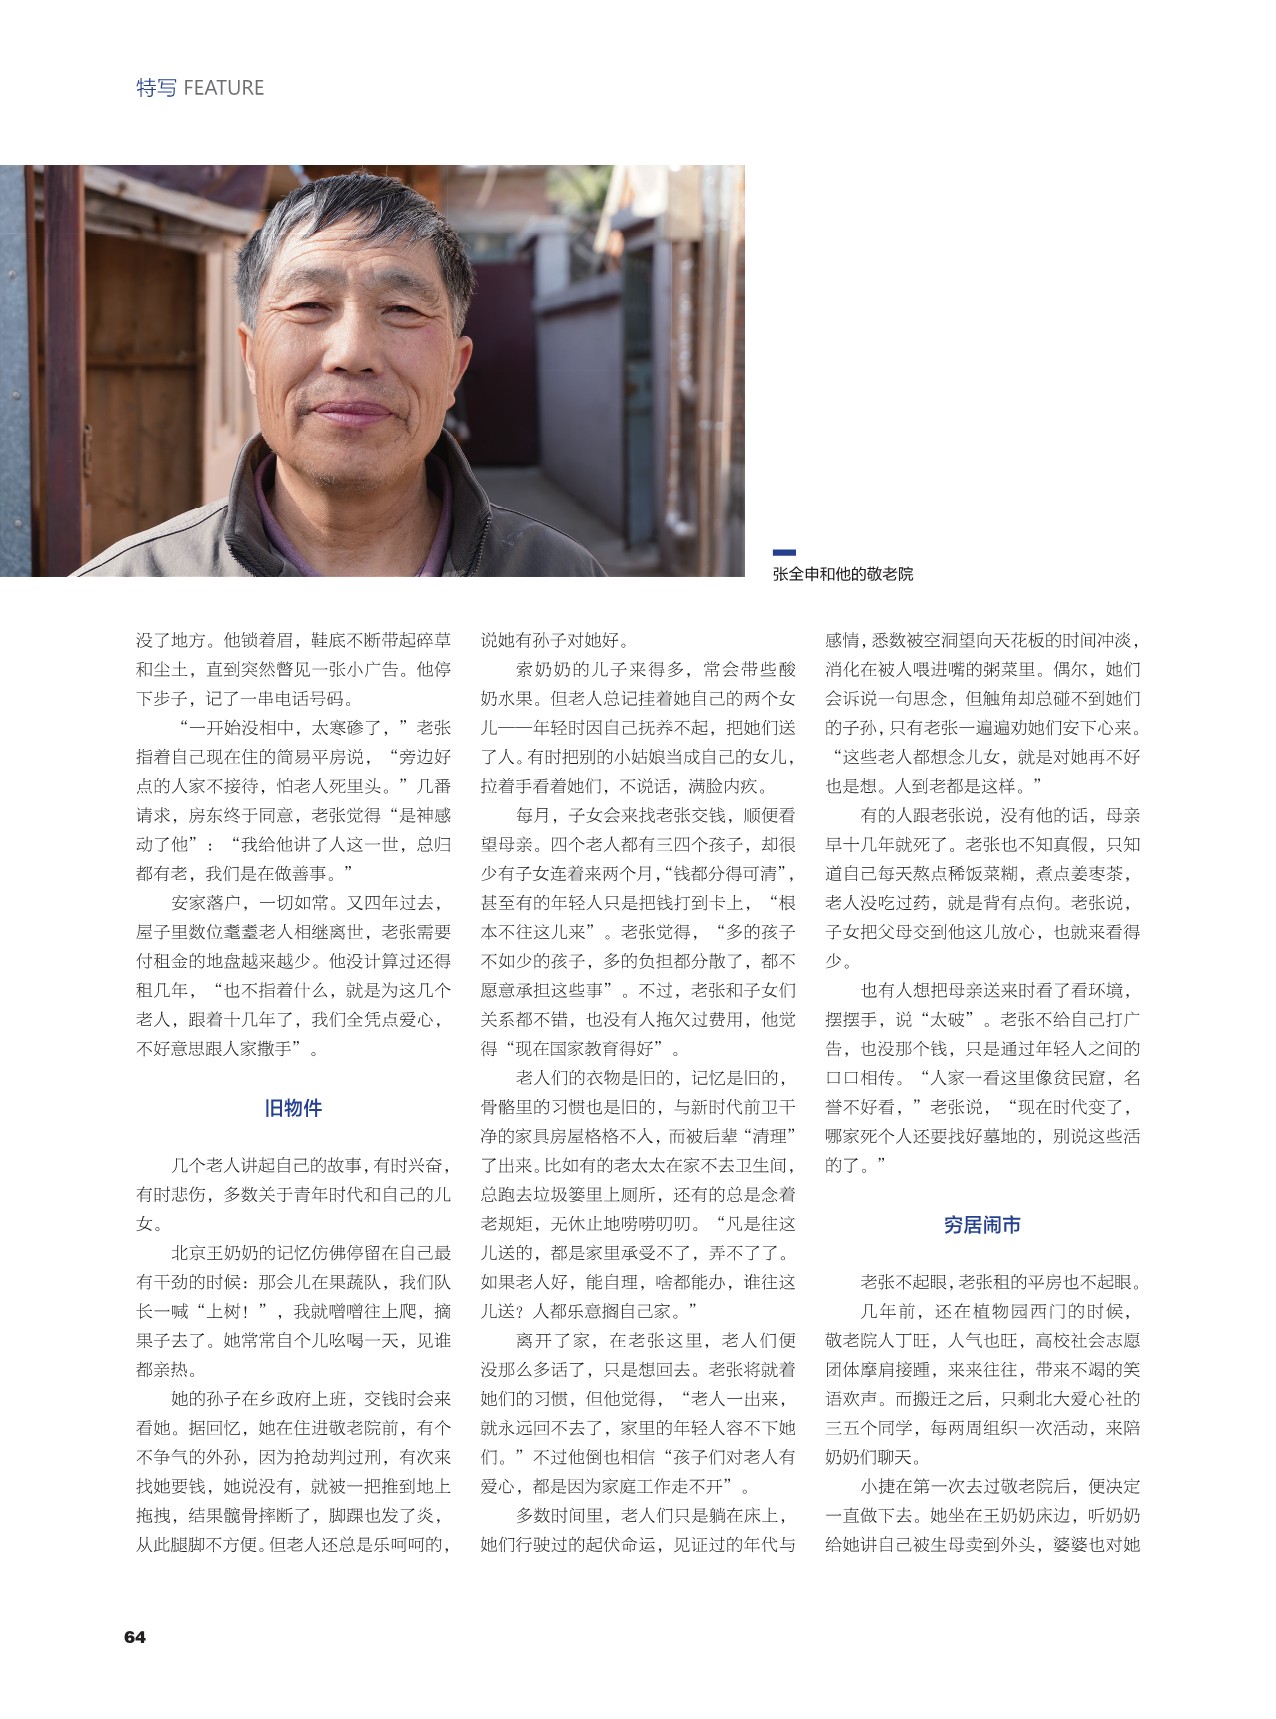 特写 FEATURE
张全申和他的敬老院
没了地方。他锁着眉，鞋底不断带起碎草
和尘土，直到突然瞥见一张小广告。他停
下步子，记了一串电话号码。
“一开始没相中，太寒碜了，”老张
指着自己现在住的简易平房说，“旁边好
点的人家不接待，怕老人死里头。”几番
请求，房东终于同意，老张觉得“是神感
动了他”：“我给他讲了人这一世，总归
都有老，我们是在做善事。”
安家落户，一切如常。又四年过去，
屋子里数位耄耋老人相继离世，老张需要
付租金的地盘越来越少。他没计算过还得
租几年，“也不指着什么，就是为这几个
老人，跟着十几年了，我们全凭点爱心，
不好意思跟人家撒手”。
旧物件
几个老人讲起自己的故事，有时兴奋，
有时悲伤，多数关于青年时代和自己的儿
女。
北京王奶奶的记忆仿佛停留在自己最
有干劲的时候：那会儿在果蔬队，我们队
长一喊“上树！”，我就噌噌往上爬，摘
果子去了。她常常自个儿吆喝一天，见谁
都亲热。
她的孙子在乡政府上班，交钱时会来
看她。据回忆，她在住进敬老院前，有个
不争气的外孙，因为抢劫判过刑，有次来
找她要钱，她说没有，就被一把推到地上
拖拽，结果髋骨摔断了，脚踝也发了炎，
从此腿脚不方便。但老人还总是乐呵呵的，
说她有孙子对她好。
索奶奶的儿子来得多，常会带些酸
奶水果。但老人总记挂着她自己的两个女
儿——年轻时因自己抚养不起，把她们送
了人。有时把别的小姑娘当成自己的女儿，
拉着手看着她们，不说话，满脸内疚。
每月，子女会来找老张交钱，顺便看
望母亲。四个老人都有三四个孩子，却很
少有子女连着来两个月，“钱都分得可清”，
甚至有的年轻人只是把钱打到卡上，“根
本不往这儿来”。老张觉得，“多的孩子
不如少的孩子，多的负担都分散了，都不
愿意承担这些事”。不过，老张和子女们
关系都不错，也没有人拖欠过费用，他觉
得“现在国家教育得好”。
老人们的衣物是旧的，记忆是旧的，
骨骼里的习惯也是旧的，与新时代前卫干
净的家具房屋格格不入，而被后辈“清理”
了出来。比如有的老太太在家不去卫生间，
总跑去垃圾篓里上厕所，还有的总是念着
老规矩，无休止地唠唠叨叨。“凡是往这
儿送的，都是家里承受不了，弄不了了。
如果老人好，能自理，啥都能办，谁往这
儿送？人都乐意搁自己家。”
离开了家，在老张这里，老人们便
没那么多话了，只是想回去。老张将就着
她们的习惯，但他觉得，“老人一出来，
就永远回不去了，家里的年轻人容不下她
们。”不过他倒也相信“孩子们对老人有
爱心，都是因为家庭工作走不开”。
多数时间里，老人们只是躺在床上，
她们行驶过的起伏命运，见证过的年代与
感情，悉数被空洞望向天花板的时间冲淡，
消化在被人喂进嘴的粥菜里。偶尔，她们
会诉说一句思念，但触角却总碰不到她们
的子孙，只有老张一遍遍劝她们安下心来。
“这些老人都想念儿女，就是对她再不好
也是想。人到老都是这样。”
有的人跟老张说，没有他的话，母亲
早十几年就死了。老张也不知真假，只知
道自己每天熬点稀饭菜糊，煮点姜枣茶，
老人没吃过药，就是背有点佝。老张说，
子女把父母交到他这儿放心，也就来看得
少。
也有人想把母亲送来时看了看环境，
摆摆手，说“太破”。老张不给自己打广
告，也没那个钱，只是通过年轻人之间的
口口相传。“人家一看这里像贫民窟，名
誉不好看，”老张说，“现在时代变了，
哪家死个人还要找好墓地的，别说这些活
的了。”
穷居闹市
老张不起眼，老张租的平房也不起眼。
几年前，还在植物园西门的时候，
敬老院人丁旺，人气也旺，高校社会志愿
团体摩肩接踵，来来往往，带来不竭的笑
语欢声。而搬迁之后，只剩北大爱心社的
三五个同学，每两周组织一次活动，来陪
奶奶们聊天。
小捷在第一次去过敬老院后，便决定
一直做下去。她坐在王奶奶床边，听奶奶
给她讲自己被生母卖到外头，婆婆也对她
64